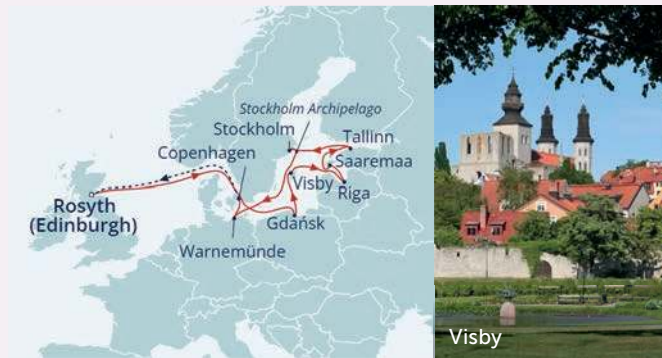 Stockholm Archipelago
Stockholm
Tallinn
Copenhagen
Saaremaa
Visby
Riga
Rosyth
(Edinburgh)
Gdańsk
Warnemünde
Visby